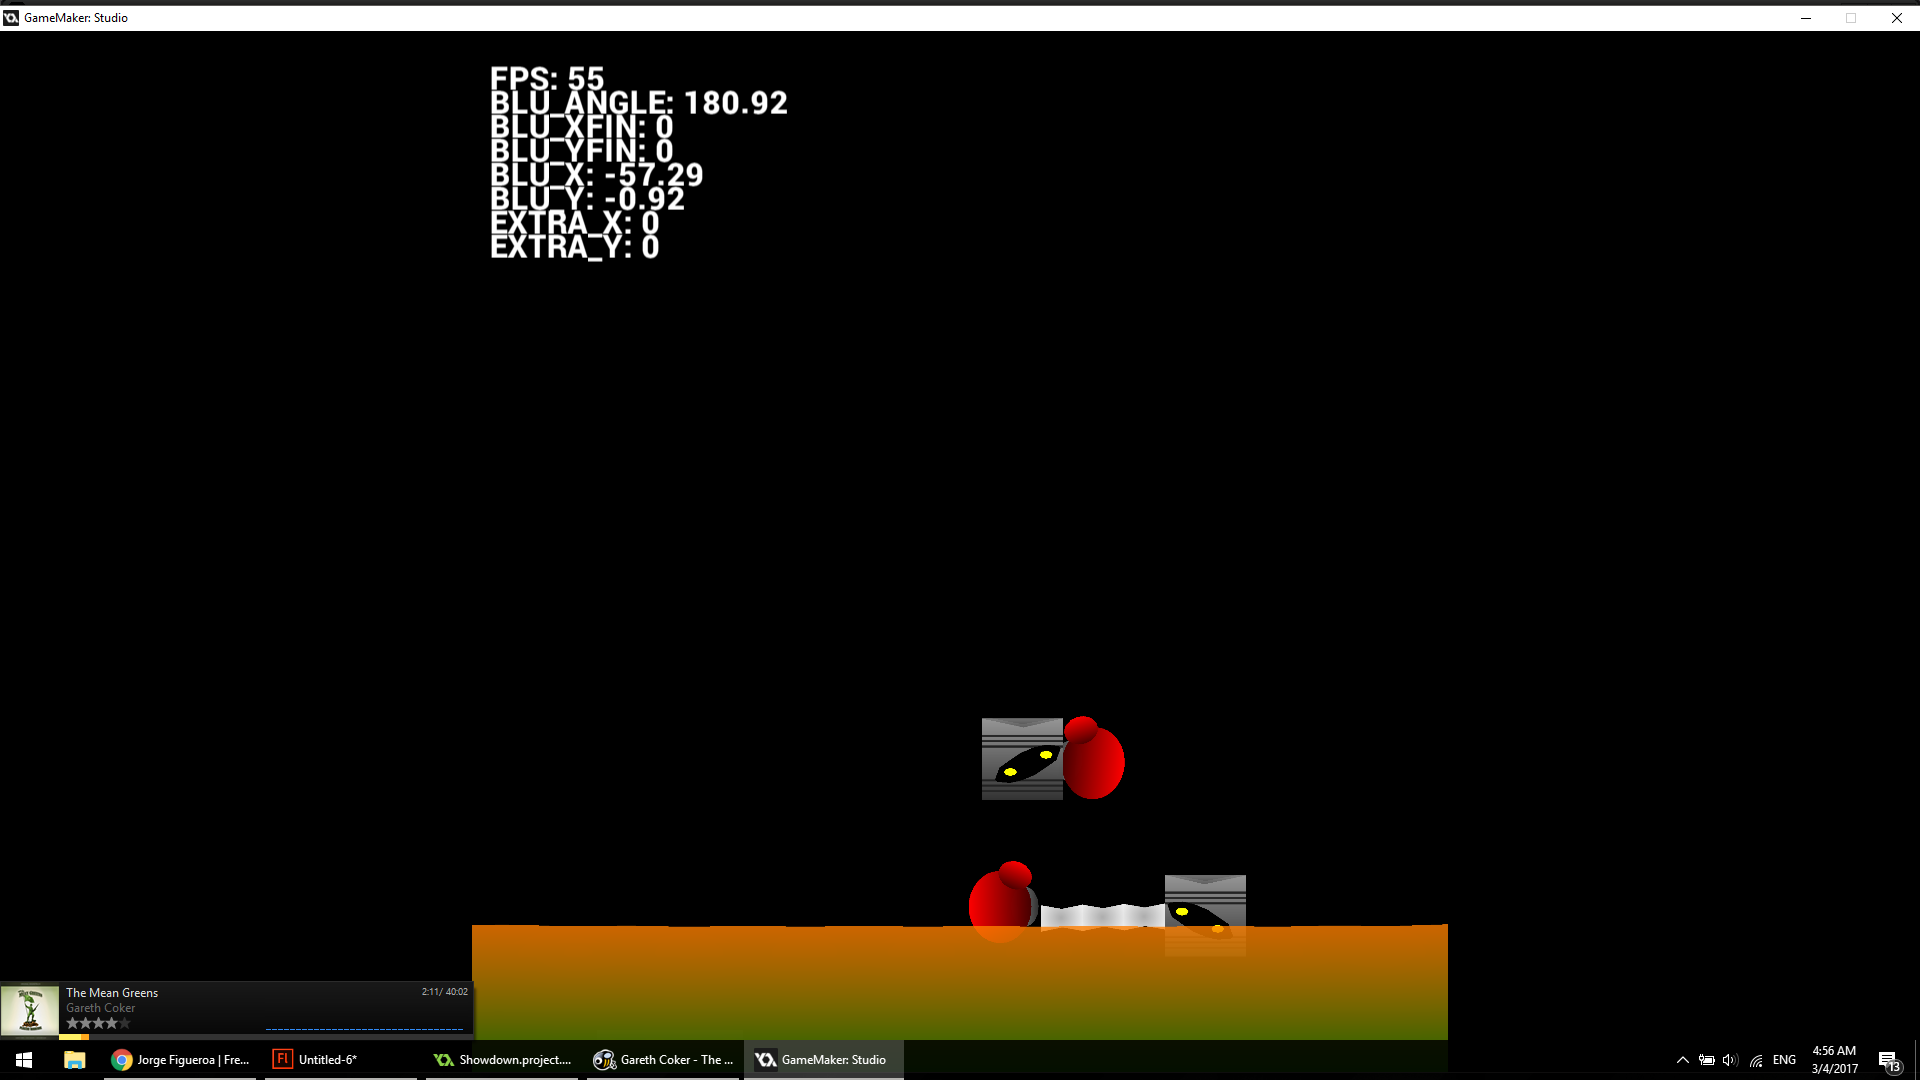 GameMaker: Studio
FPS: 55
BLU_ANGLE: 180.92
BLU_XFIN: 0
BLU_YFIN: 0
BLU_X: -57.29
BLU_Y: -0.92
EXTRA_X: 0
EXTRA_Y: 0
The Mean Greens 2:11/ 40:02
Gareth Coker
Jorge Figueroa | Fre... Untitled-6* Showdown.project.... Gareth Coker - The ... GameMaker: Studio ENG 4:56 AM
3/4/2017 13